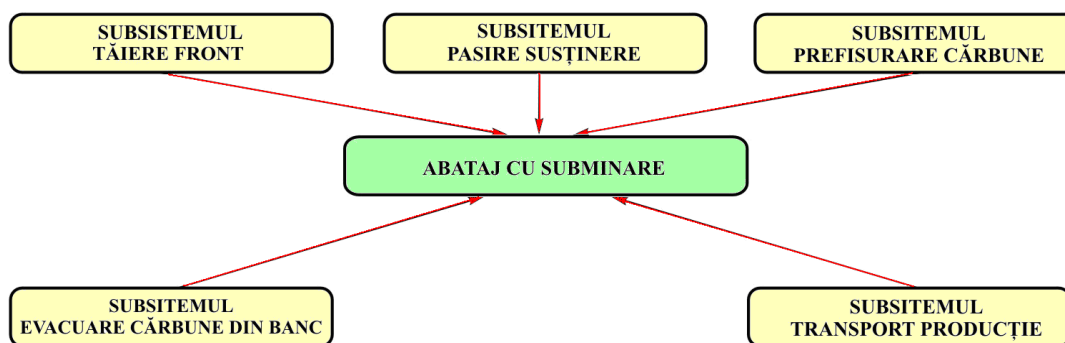 SUBSISTEMUL
TĂIERE FRONT
SUBSITEMUL
PASIRE SUSȚINERE
SUBSITEMUL
PREFISURARE CĂRBUNE
ABATAJ CU SUBMINARE
SUBSITEMUL
EVACUARE CĂRBUNE DIN BANC
SUBSITEMUL
TRANSPORT PRODUCȚIE